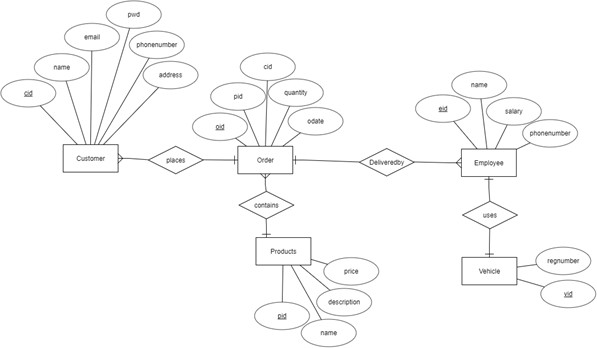 pwd
email
phonenumber
name
address
cid
Customer
places
cid
pid
quantity
oid
odate
Order
Deliveredby
name
eid
salary
phonenumber
Employee
contains
uses
Products
price
description
pid
name
Vehicle
regnumber
vid